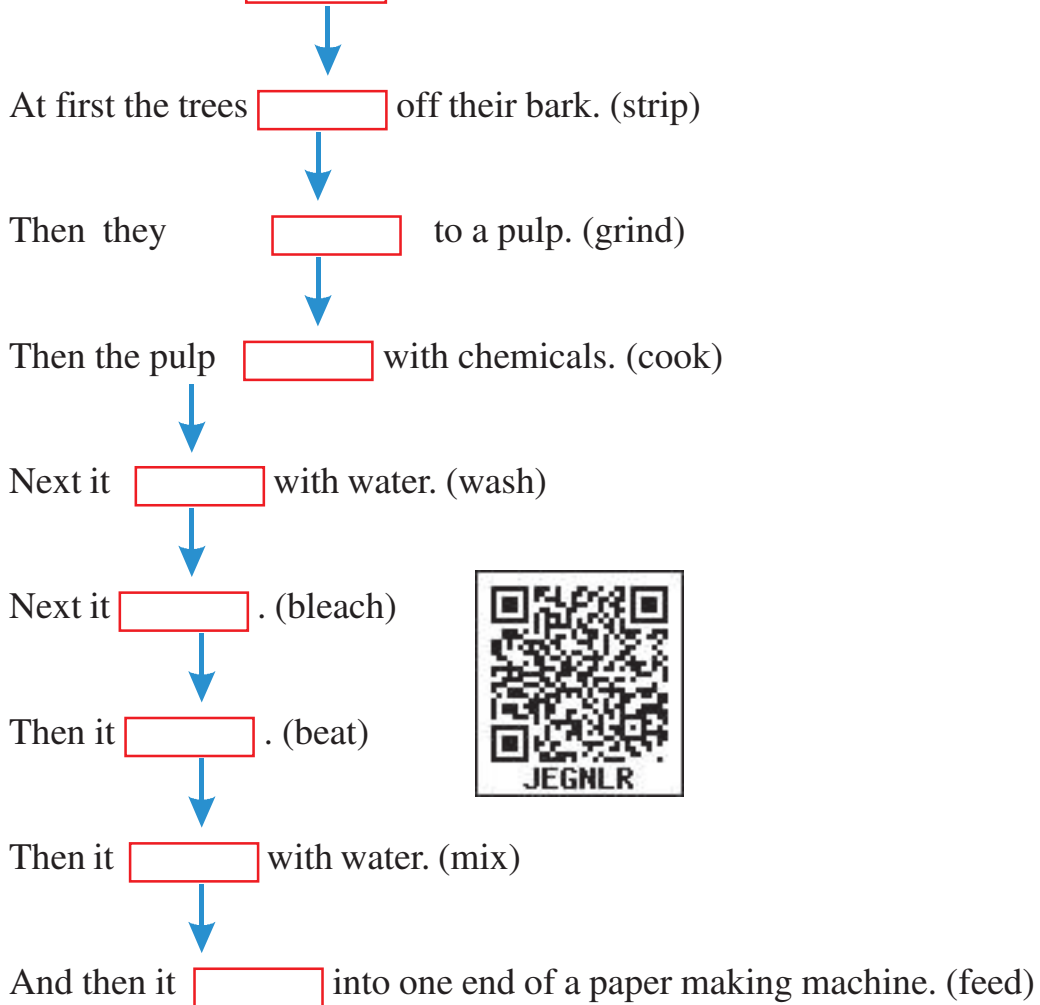 At first the trees off their bark. (strip)
Then they to a pulp. (grind)
Then the pulp with chemicals. (cook)
Next it with water. (wash)
Next it . (bleach)
Then it . (beat)
JEGNLR
Then it with water. (mix)
And then it into one end of a paper making machine. (feed)